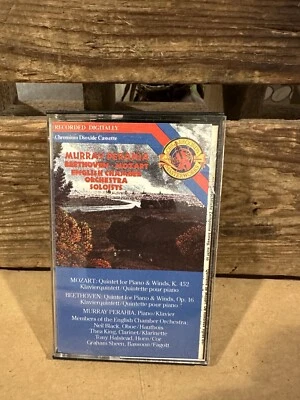 RECORDED DIGITALLY
Chromium Dioxide Cassette
MURRAY PERAHIA
BEETHOVEN · MOZART
ENGLISH CHAMBER
ORCHESTRA
SOLOISTS
MOZART: Quintet for Piano & Winds, K. 452
Klavierquintett/Quintette pour piano
BEETHOVEN: Quintet for Piano & Winds, Op. 16
Klavierquintett/Quintette pour piano
MURRAY PERAHIA, Piano/Klavier
Members of the English Chamber Orchestra:
Neil Black, Oboe/Hautbois
Thea King, Clarinet/Klarinette
Tony Halstead, Horn/Cor
Graham Sheen, Bassoon/Fagott